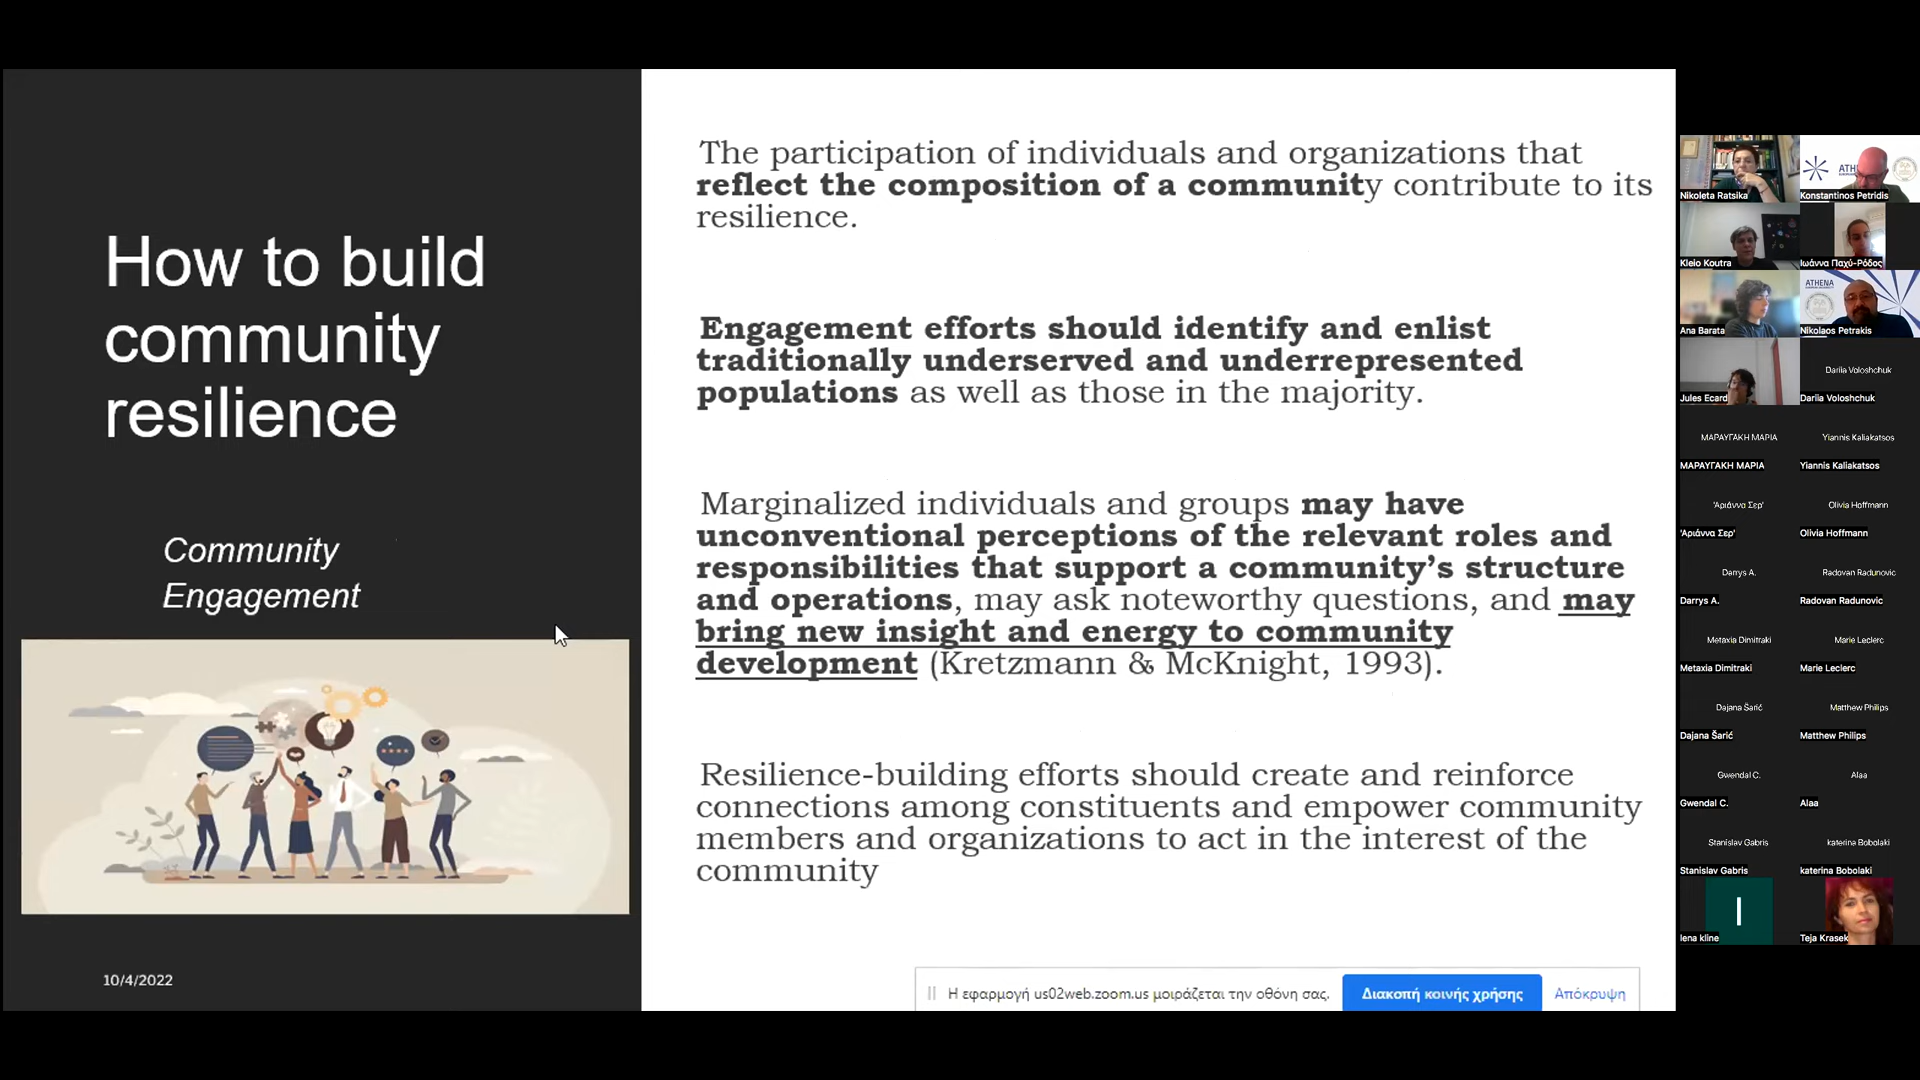 How to build
community
resilience
Community
Engagement
10/4/2022
The participation of individuals and organizations that
reflect the composition of a community contribute to its
resilience.
Engagement efforts should identify and enlist
traditionally underserved and underrepresented
populations as well as those in the majority.
Marginalized individuals and groups may have
unconventional perceptions of the relevant roles and
responsibilities that support a community’s structure
and operations, may ask noteworthy questions, and may
bring new insight and energy to community
development (Kretzmann & McKnight, 1993).
Resilience-building efforts should create and reinforce
connections among constituents and empower community
members and organizations to act in the interest of the
community
Η εφαρμογή us02web.zoom.us μοιράζεται την οθόνη σας.
Διακοπή κοινής χρήσης
Απόκρυψη
Nikoleta Ratsika
Konstantinos Petridis
Kleio Koutra
Ιωάννα Παχύ-Ρόδος
ATHENA
Ana Barata
Nikolaos Petrakis
Jules Ecard
Dariia Voloshchuk
Dariia Voloshchuk
ΜΑΡΑΥΓΑΚΗ ΜΑΡΙΑ
Yiannis Kaliakatsos
ΜΑΡΑΥΓΑΚΗ ΜΑΡΙΑ
Yiannis Kaliakatsos
'Αριάννα Σερ'
Olivia Hoffmann
'Αριάννα Σερ'
Olivia Hoffmann
Darrys A.
Radovan Radunovic
Darrys A.
Radovan Radunovic
Metaxia Dimitraki
Marie Leclerc
Metaxia Dimitraki
Marie Leclerc
Dajana Šarić
Matthew Philips
Dajana Šarić
Matthew Philips
Gwendal C.
Alaa
Gwendal C.
Alaa
Stanislav Gabris
katerina Bobolaki
Stanislav Gabris
katerina Bobolaki
I
lena kline
Teja Krasek